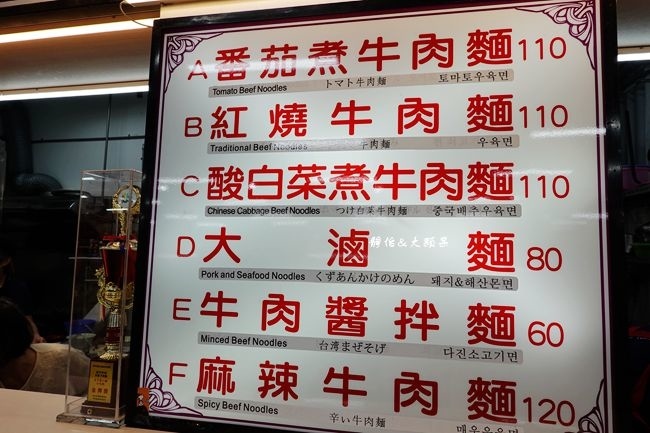 A 番茄煮牛肉麵 110
Tomato Beef Noodles トマト牛肉麵 토마토우육면
B 紅燒牛肉麵 110
Traditional Beef Noodles 牛肉麵 우육면
C 酸白菜煮牛肉麵 110
Chinese Cabbage Beef Noodles つけ白菜牛肉麵 중국배추우육면
D 大滷麵 80
Pork and Seafood Noodles くずあんかけのめん 돼지&해산몬면
E 牛肉醬拌麵 60
Minced Beef Noodles 台湾まぜそげ 다진소고기면
F 麻辣牛肉麵 120
Spicy Beef Noodles 辛い牛肉麵 매운우육면